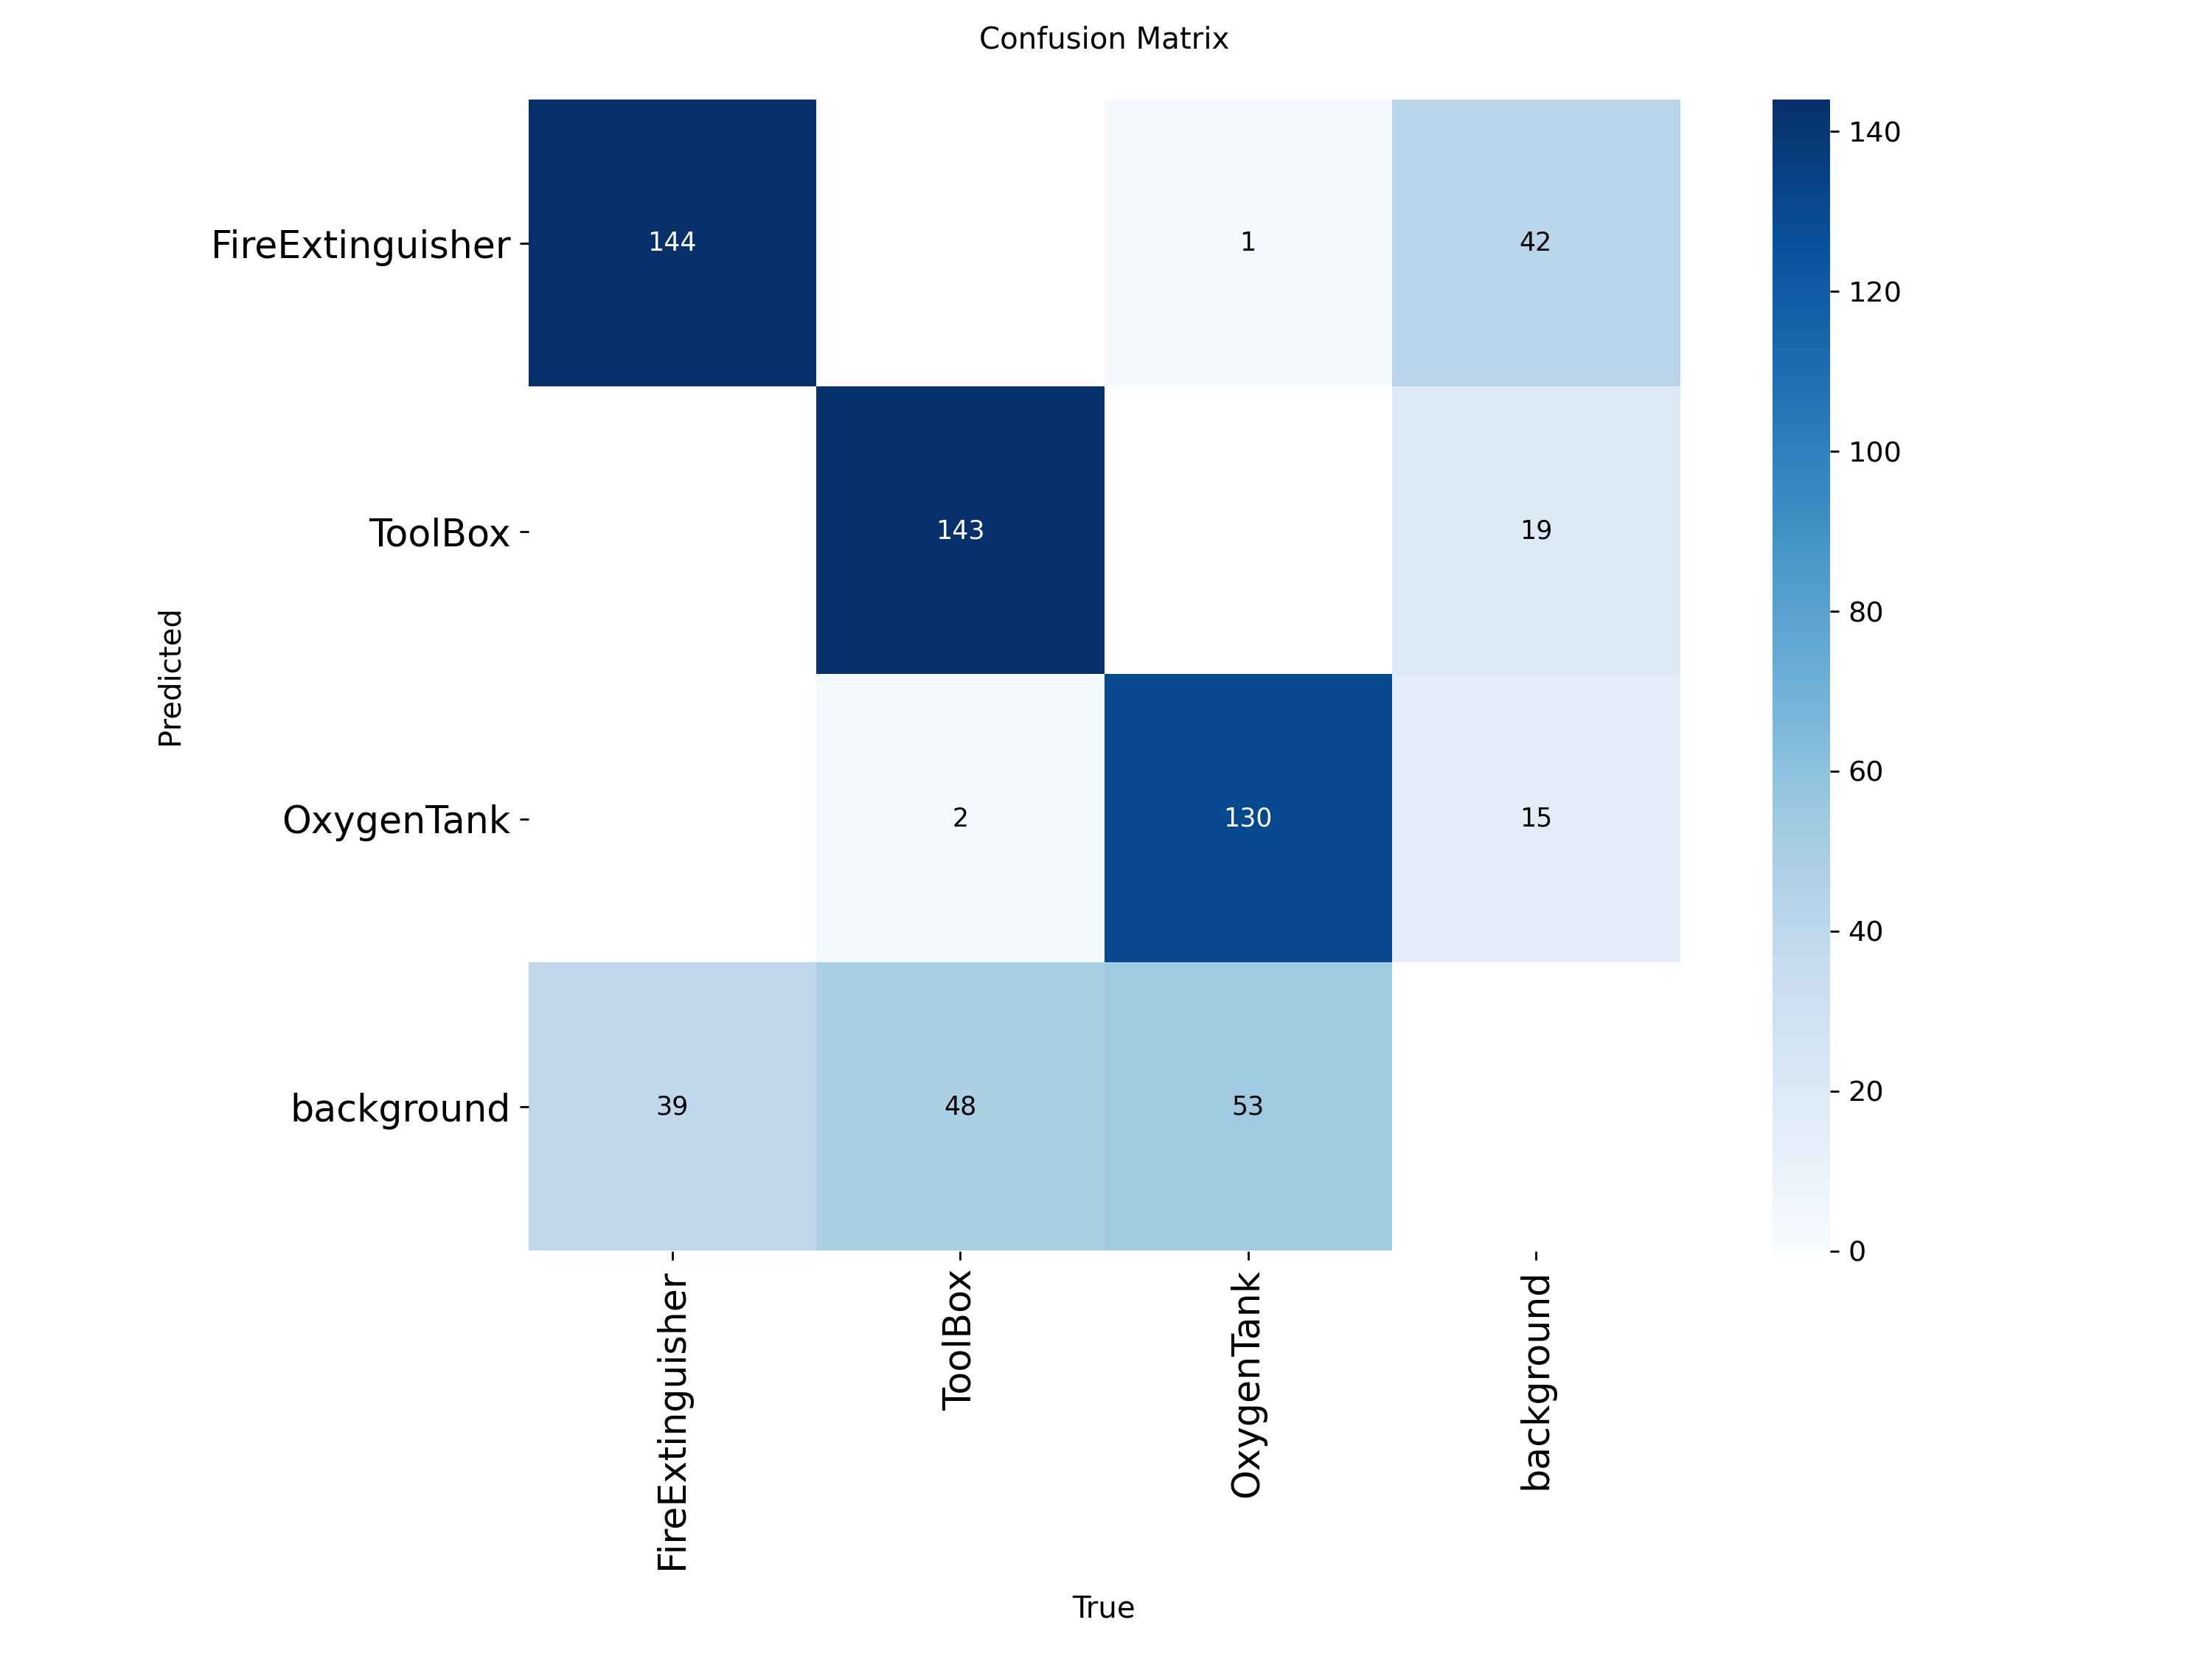 Confusion Matrix
FireExtinguisher
144
1
42
ToolBox
143
19
OxygenTank
2
130
15
background
39
48
53
Predicted
FireExtinguisher
ToolBox
OxygenTank
background
True
140
120
100
80
60
40
20
0